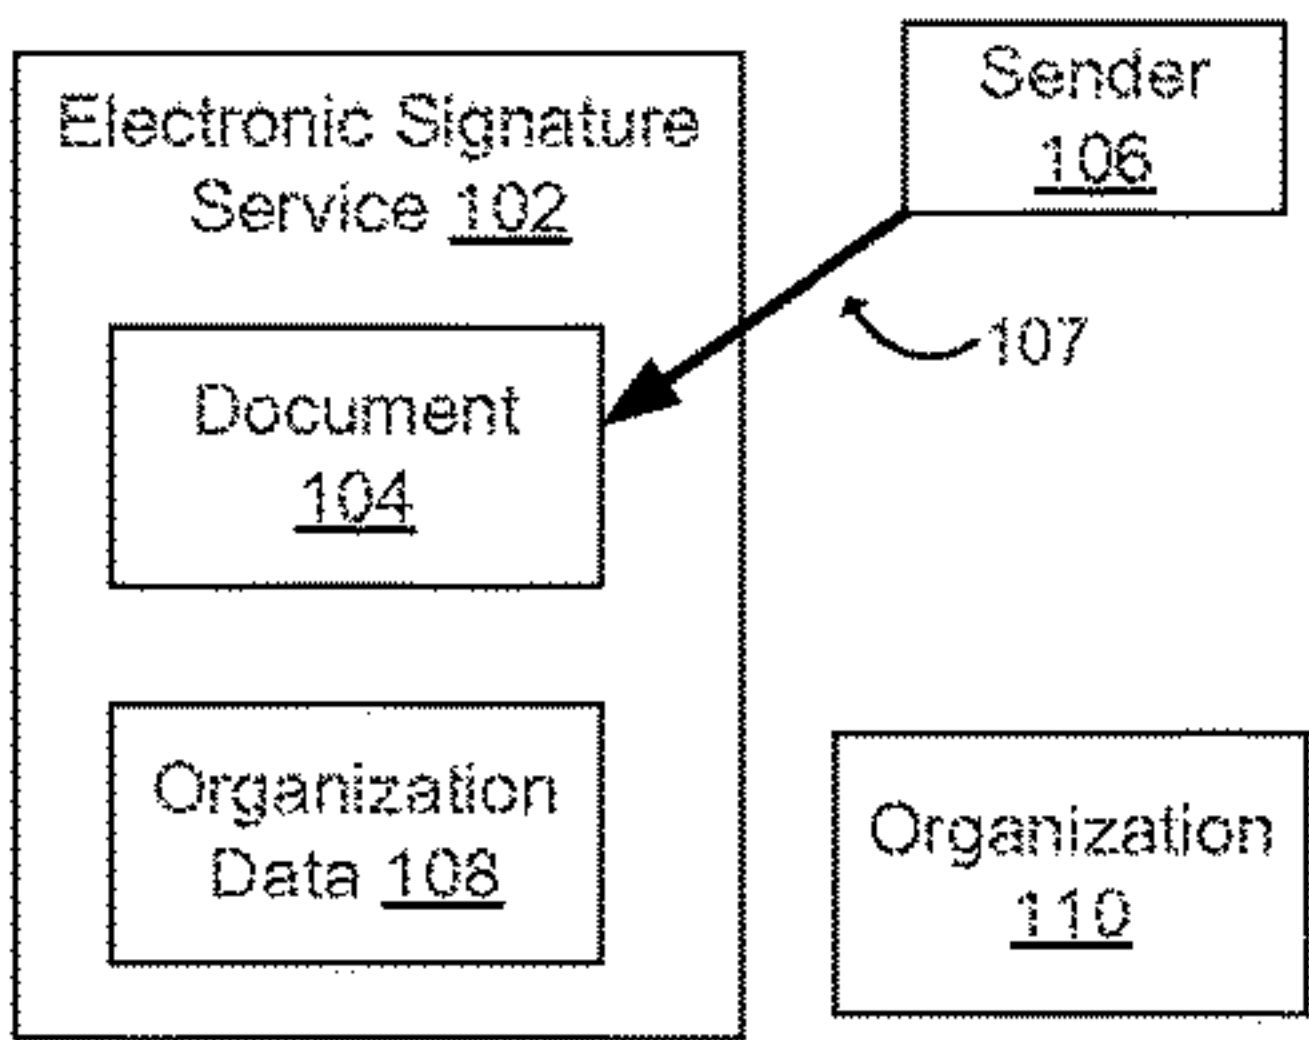 Electronic Signature
Service 102
Sender
106
107
Document
104
Organization
Data 108
Organization
110